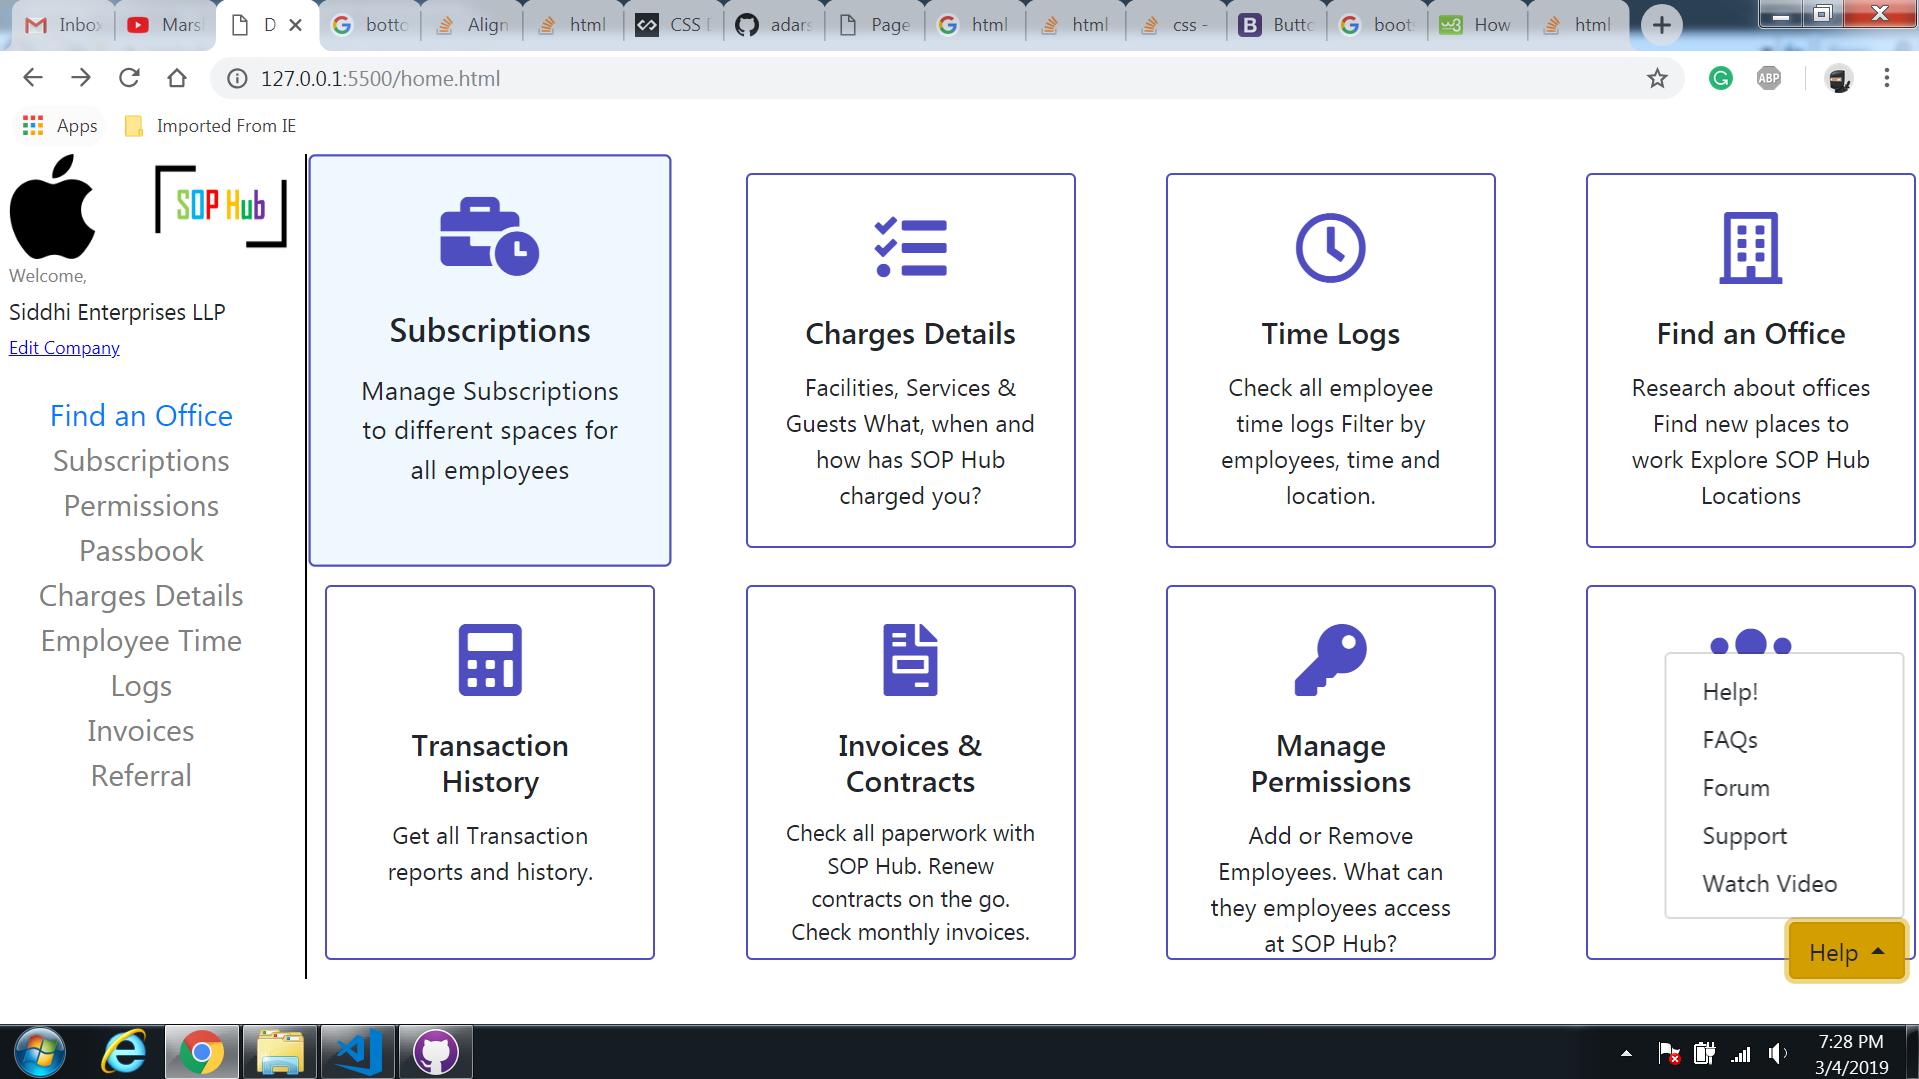 Inbox
Marsl
D
botto
Align
html
CSS D
adars
Page
html
html
css -
Butto
boots
How
html
127.0.0.1:5500/home.html
ABP
Apps
Imported From IE
SOP Hub
Welcome,
Siddhi Enterprises LLP
Edit Company
Find an Office
Subscriptions
Permissions
Passbook
Charges Details
Employee Time
Logs
Invoices
Referral
Subscriptions
Manage Subscriptions
to different spaces for
all employees
Charges Details
Facilities, Services &
Guests What, when and
how has SOP Hub
charged you?
Time Logs
Check all employee
time logs Filter by
employees, time and
location.
Find an Office
Research about offices
Find new places to
work Explore SOP Hub
Locations
Transaction
History
Get all Transaction
reports and history.
Invoices &
Contracts
Check all paperwork with
SOP Hub. Renew
contracts on the go.
Check monthly invoices.
Manage
Permissions
Add or Remove
Employees. What can
they employees access
at SOP Hub?
Help!
FAQs
Forum
Support
Watch Video
Help
7:28 PM
3/4/2019